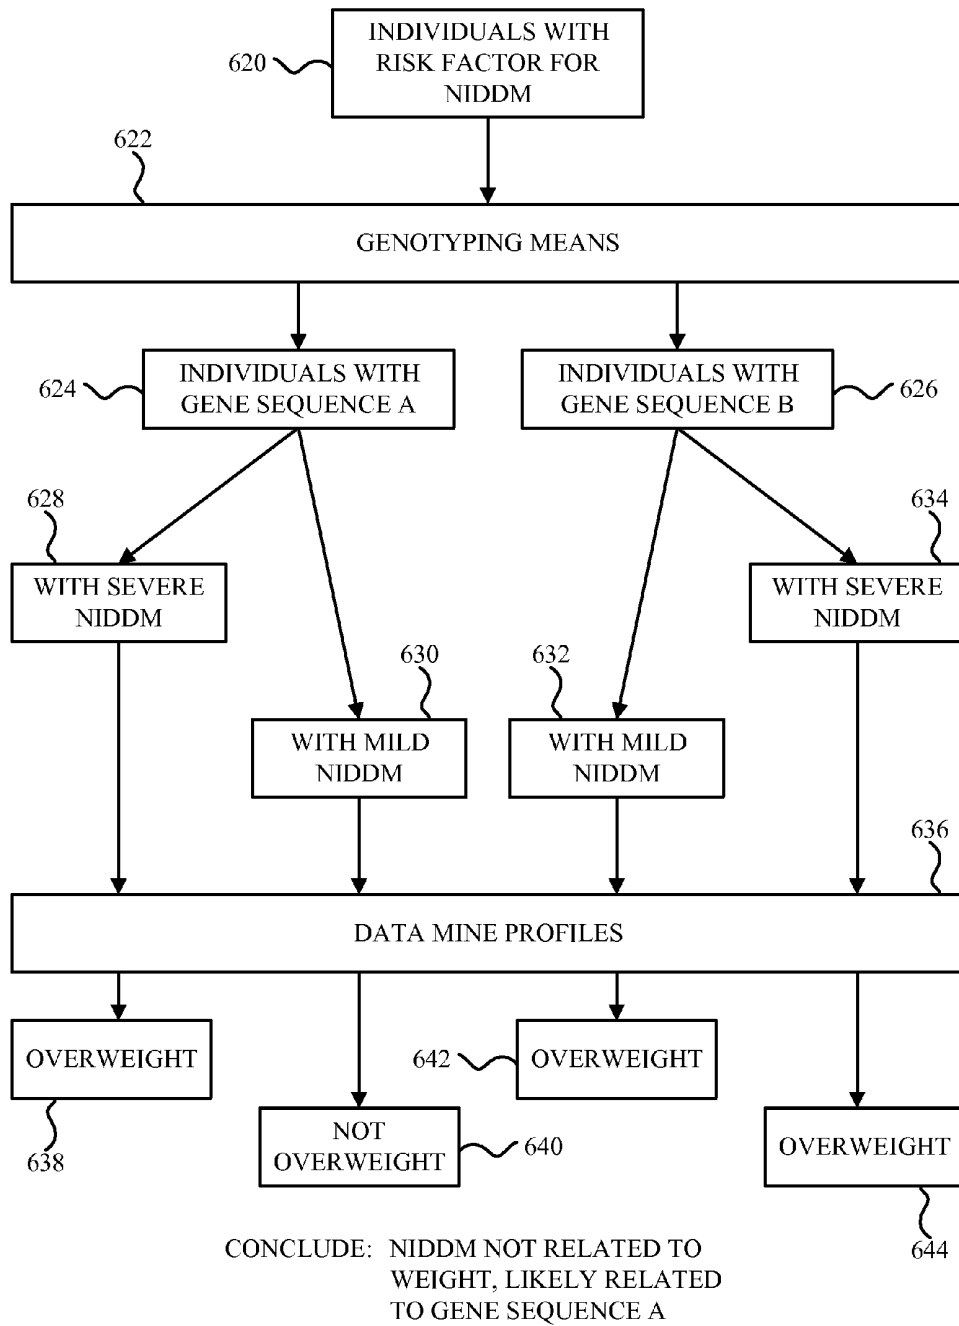 INDIVIDUALS WITH
RISK FACTOR FOR
NIDDM
620
622
GENOTYPING MEANS
624
INDIVIDUALS WITH
GENE SEQUENCE A
INDIVIDUALS WITH
GENE SEQUENCE B
626
628
634
WITH SEVERE
NIDDM
WITH SEVERE
NIDDM
630
632
WITH MILD
NIDDM
WITH MILD
NIDDM
636
DATA MINE PROFILES
OVERWEIGHT
642
OVERWEIGHT
638
NOT
OVERWEIGHT
640
OVERWEIGHT
644
CONCLUDE: NIDDM NOT RELATED TO
WEIGHT, LIKELY RELATED
TO GENE SEQUENCE A